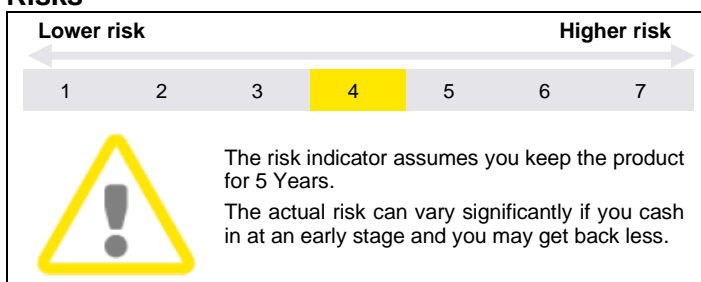 Risks
Lower risk Higher risk
1 2 3 4 5 6 7
The risk indicator assumes you keep the product
for 5 Years.
The actual risk can vary significantly if you cash
in at an early stage and you may get back less.